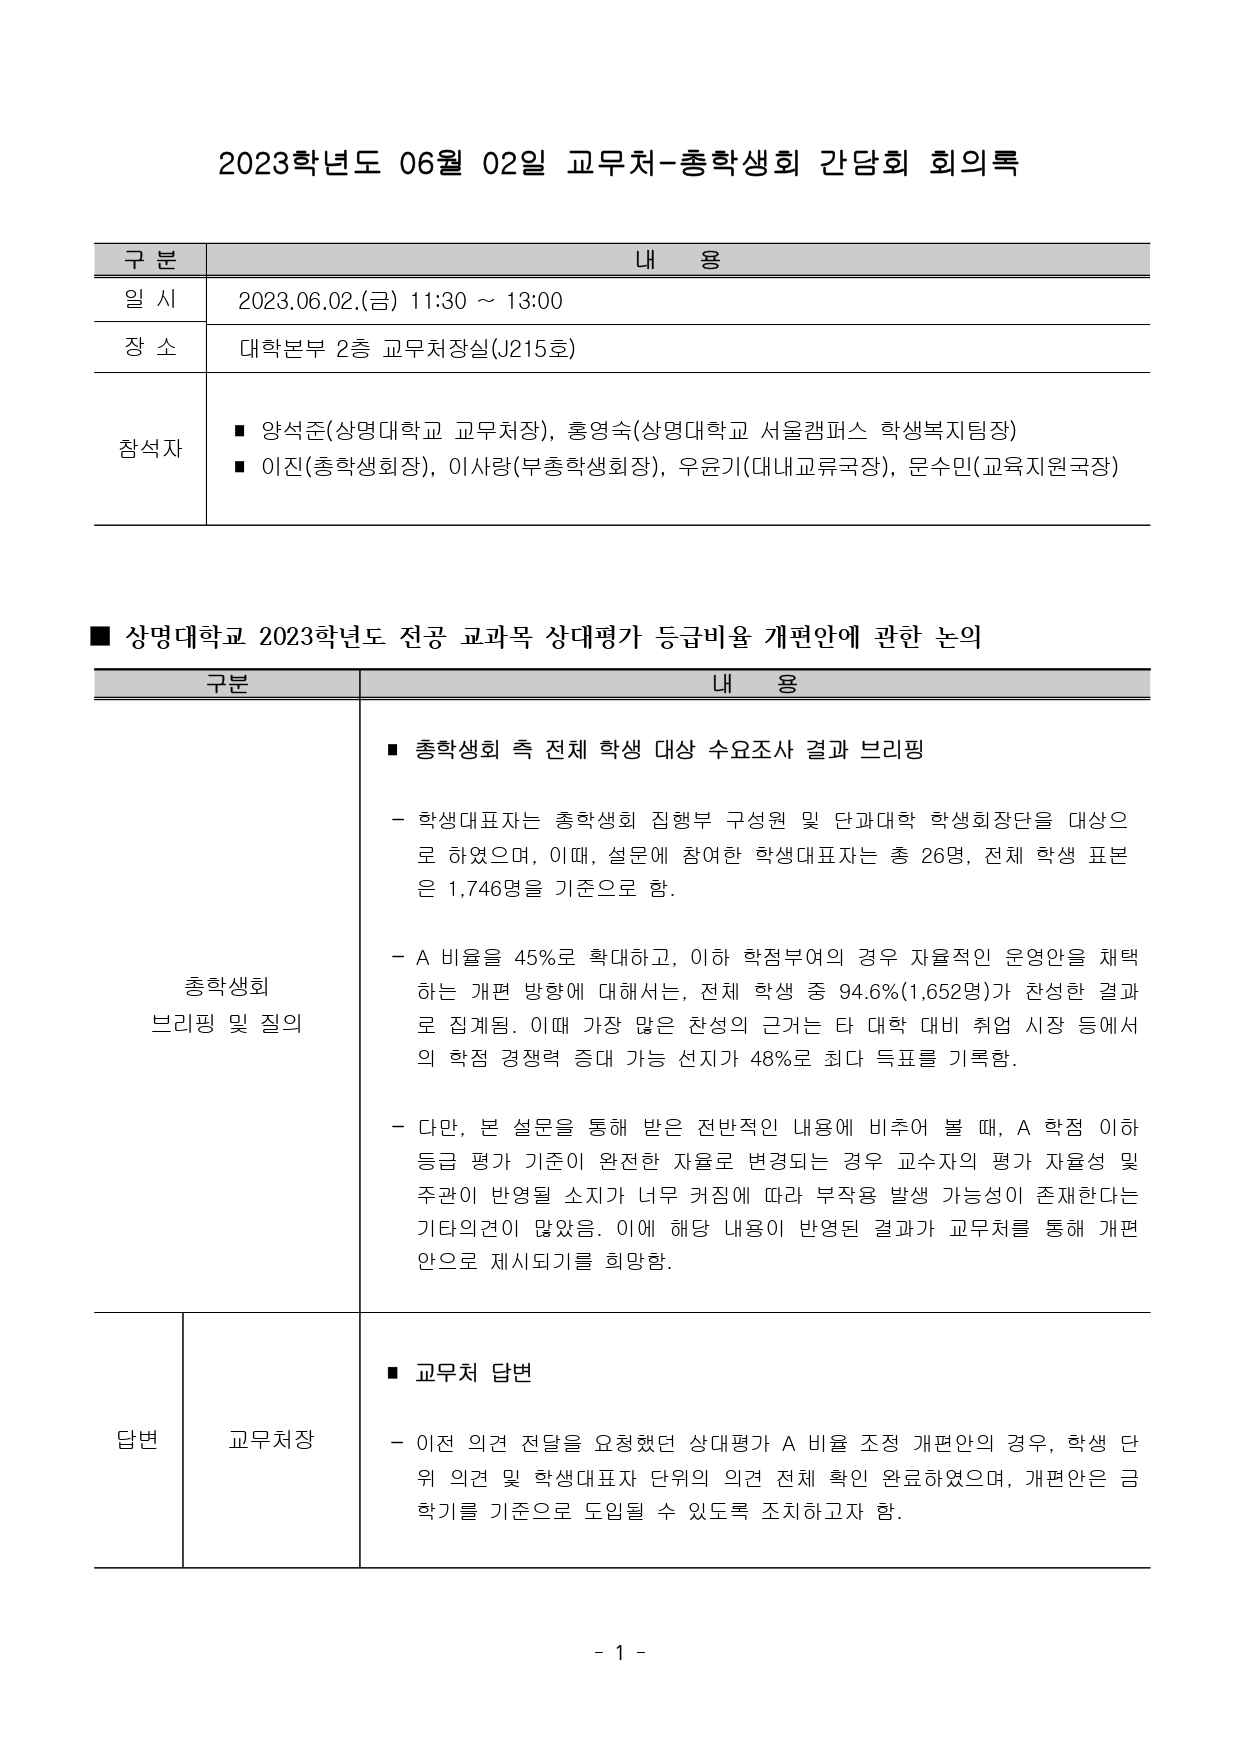 2023학년도 06월 02일 교무처-총학생회 간담회 회의록
구 분 내 용
일 시 2023.06.02.(금) 11:30 ~ 13:00
장 소 대학본부 2층 교무처장실(J215호)
참석자
■ 양석준(상명대학교 교무처장), 홍영숙(상명대학교 서울캠퍼스 학생복지팀장)
■ 이진(총학생회장), 이사랑(부총학생회장), 우윤기(대내교류국장), 문수민(교육지원국장)
■ 상명대학교 2023학년도 전공 교과목 상대평가 등급비율 개편안에 관한 논의
구분 내 용
총학생회
브리핑 및 질의
■ 총학생회 측 전체 학생 대상 수요조사 결과 브리핑
- 학생대표자는 총학생회 집행부 구성원 및 단과대학 학생회장단을 대상으
로 하였으며, 이때, 설문에 참여한 학생대표자는 총 26명, 전체 학생 표본
은 1,746명을 기준으로 함.
- A 비율을 45%로 확대하고, 이하 학점부여의 경우 자율적인 운영안을 채택
하는 개편 방향에 대해서는, 전체 학생 중 94.6%(1,652명)가 찬성한 결과
로 집계됨. 이때 가장 많은 찬성의 근거는 타 대학 대비 취업 시장 등에서
의 학점 경쟁력 증대 가능 선지가 48%로 최다 득표를 기록함.
- 다만, 본 설문을 통해 받은 전반적인 내용에 비추어 볼 때, A 학점 이하
등급 평가 기준이 완전한 자율로 변경되는 경우 교수자의 평가 자율성 및
주관이 반영될 소지가 너무 커짐에 따라 부작용 발생 가능성이 존재한다는
기타의견이 많았음. 이에 해당 내용이 반영된 결과가 교무처를 통해 개편
안으로 제시되기를 희망함.
답변 교무처장
■ 교무처 답변
- 이전 의견 전달을 요청했던 상대평가 A 비율 조정 개편안의 경우, 학생 단
위 의견 및 학생대표자 단위의 의견 전체 확인 완료하였으며, 개편안은 금
학기를 기준으로 도입될 수 있도록 조치하고자 함.
- 1 -